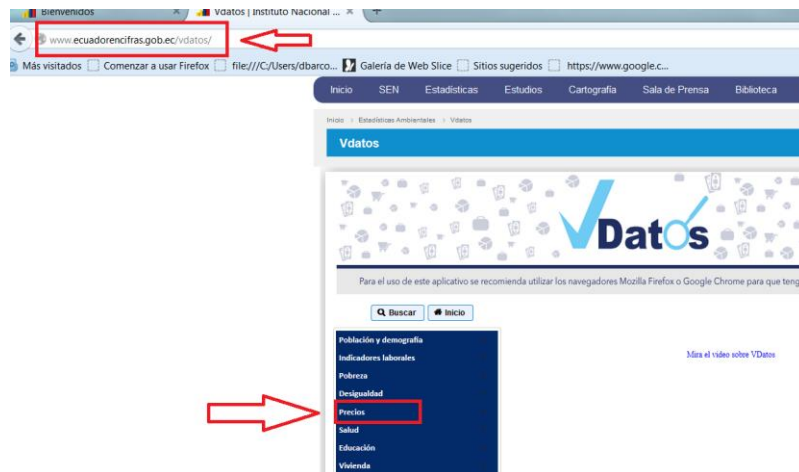 Bienvenidos
Vdatos | Instituto Nacional ...
www.ecuadorencifras.gob.ec/vdatos/
Más visitados Comenzar a usar Firefox file:///C:/Users/dbarco... Galería de Web Slice Sitios sugeridos https://www.google.c...
Inicio SEN Estadísticas Estudios Cartografía Sala de Prensa Biblioteca
Inicio Estadísticas Ambientales Vdatos
Vdatos
VDatos
Para el uso de este aplicativo se recomienda utilizar los navegadores Mozilla Firefox o Google Chrome para que teng
Buscar Inicio
Población y demografía
Indicadores laborales
Mira el video sobre VDatos
Pobreza
Desigualdad
Precios
Salud
Educación
Vivienda